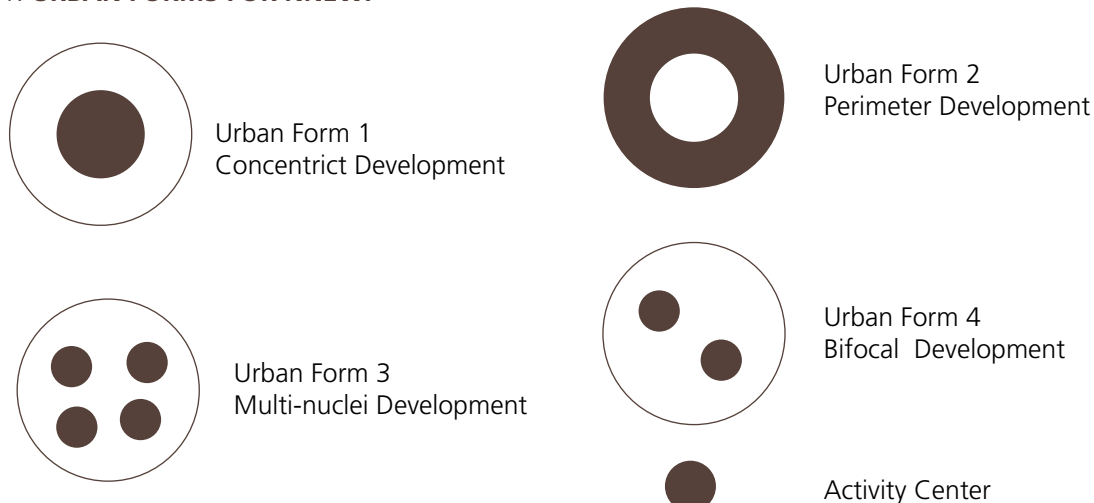 Urban Form 1
Concentrict Development
Urban Form 2
Perimeter Development
Urban Form 3
Multi-nuclei Development
Urban Form 4
Bifocal  Development
Activity Center